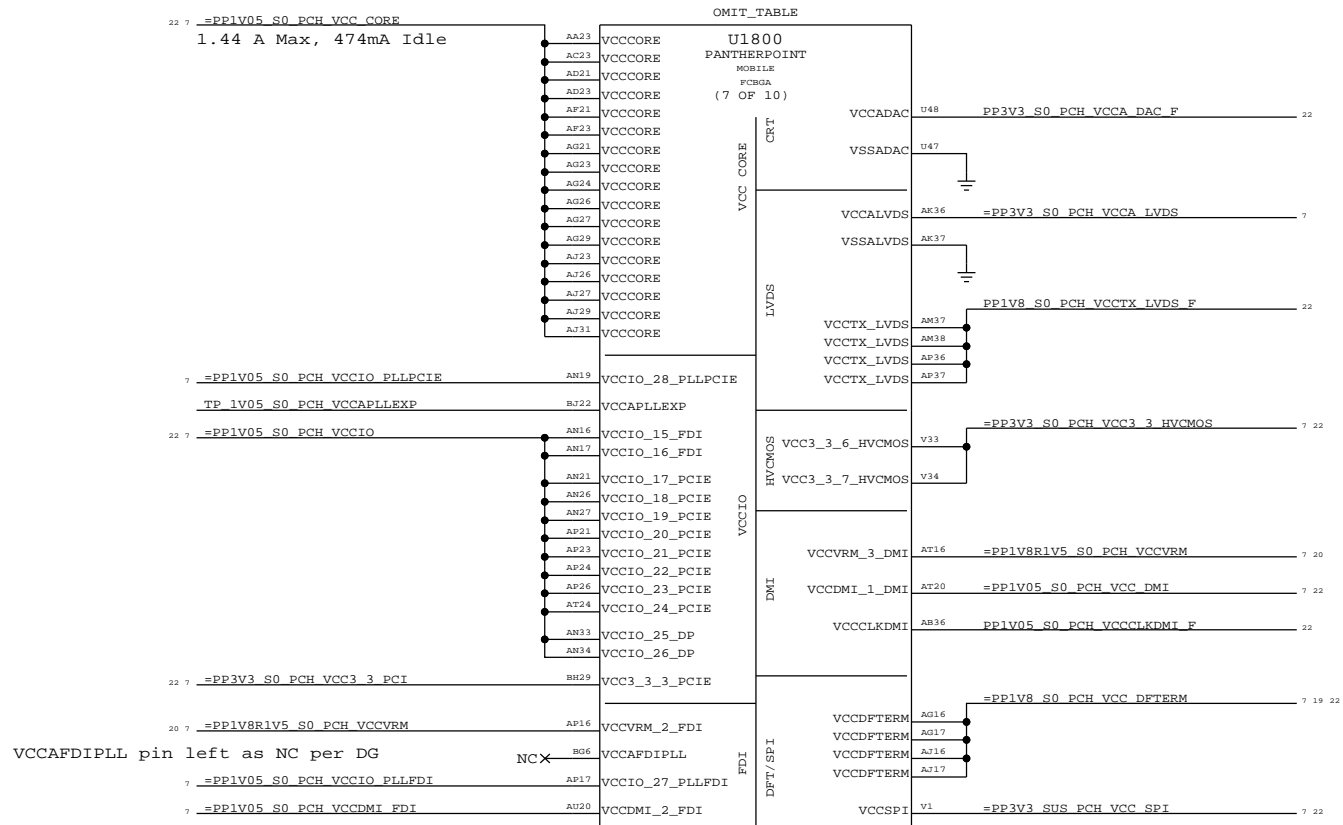 OMIT_TABLE
22 7 =PP1V05_S0_PCH_VCC_CORE
1.44 A Max, 474mA Idle
U1800
PANTHERPOINT
MOBILE
FCBGA
(7 OF 10)
AA23 VCCCORE
AC23 VCCCORE
AD21 VCCCORE
AD23 VCCCORE
AF21 VCCCORE
AF23 VCCCORE
AG21 VCCCORE
AG23 VCCCORE
AG24 VCCCORE
AG26 VCCCORE
AG27 VCCCORE
AG29 VCCCORE
AJ23 VCCCORE
AJ26 VCCCORE
AJ27 VCCCORE
AJ29 VCCCORE
AJ31 VCCCORE
VCC CORE
7 =PP1V05_S0_PCH_VCCIO_PLLPCIE AN19 VCCIO_28_PLLPCIE
TP_1V05_S0_PCH_VCCAPLLEXP BJ22 VCCAPLLEXP
22 7 =PP1V05_S0_PCH_VCCIO AN16 VCCIO_15_FDI
AN17 VCCIO_16_FDI
AN21 VCCIO_17_PCIE
AN26 VCCIO_18_PCIE
AN27 VCCIO_19_PCIE
AP21 VCCIO_20_PCIE
AP23 VCCIO_21_PCIE
AP24 VCCIO_22_PCIE
AP26 VCCIO_23_PCIE
AT24 VCCIO_24_PCIE
AN33 VCCIO_25_DP
AN34 VCCIO_26_DP
22 7 =PP3V3_S0_PCH_VCC3_3_PCI BH29 VCC3_3_3_PCIE
VCCIO
20 7 =PP1V8R1V5_S0_PCH_VCCVRM AP16 VCCVRM_2_FDI
VCCAFDIPLL pin left as NC per DG NC BG6 VCCAFDIPLL
7 =PP1V05_S0_PCH_VCCIO_PLLFDI AP17 VCCIO_27_PLLFDI
7 =PP1V05_S0_PCH_VCCDMI_FDI AU20 VCCDMI_2_FDI
FDI
CRT
VCCADAC U48 PP3V3_S0_PCH_VCCA_DAC_F 22
VSSADAC U47
LVDS
VCCALVDS AK36 =PP3V3_S0_PCH_VCCA_LVDS 7
VSSALVDS AK37
PP1V8_S0_PCH_VCCTX_LVDS_F 22
VCCTX_LVDS AM37
VCCTX_LVDS AM38
VCCTX_LVDS AP36
VCCTX_LVDS AP37
HVCMOS
=PP3V3_S0_PCH_VCC3_3_HVCMOS 7 22
VCC3_3_6_HVCMOS V33
VCC3_3_7_HVCMOS V34
DMI
VCCVRM_3_DMI AT16 =PP1V8R1V5_S0_PCH_VCCVRM 7 20
VCCDMI_1_DMI AT20 =PP1V05_S0_PCH_VCC_DMI 7 22
VCCCLKDMI AB36 PP1V05_S0_PCH_VCCCLKDMI_F 22
DFT/SPI
=PP1V8_S0_PCH_VCC_DFTERM 7 19 22
VCCDFTERM AG16
VCCDFTERM AG17
VCCDFTERM AJ16
VCCDFTERM AJ17
VCCSPI V1 =PP3V3_SUS_PCH_VCC_SPI 7 22